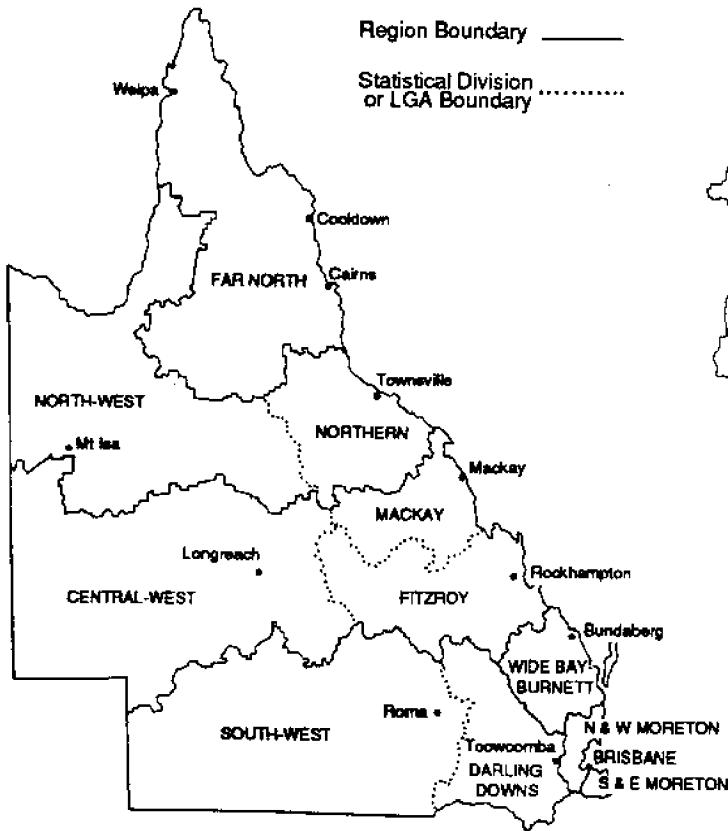 Region Boundary
Statistical Division
or LGA Boundary
Weipa
Cooktown
FAR NORTH
Cairns
Townsville
NORTH-WEST
NORTHERN
Mt Isa
Mackay
MACKAY
Longreach
Rockhampton
CENTRAL-WEST
FITZROY
Bundaberg
WIDE BAY-
BURNETT
Roma
SOUTH-WEST
N & W MORETON
Toowoomba
BRISBANE
DARLING
DOWNS
S & E MORETON